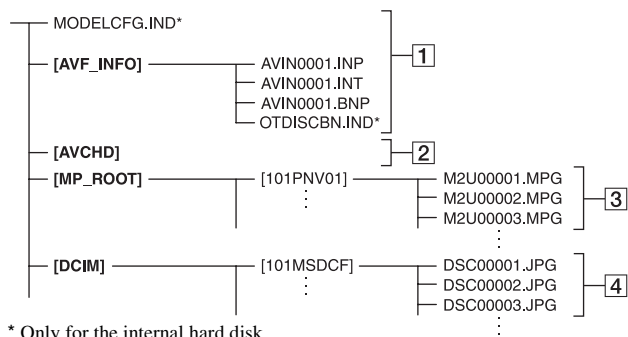 MODELCFG.IND*
[AVF_INFO] AVIN0001.INP 1
AVIN0001.INT
AVIN0001.BNP
OTDISCBN.IND*
[AVCHD] 2
[MP_ROOT] [101PNV01] M2U00001.MPG
M2U00002.MPG 3
M2U00003.MPG
[DCIM] [101MSDCF] DSC00001.JPG
DSC00002.JPG 4
DSC00003.JPG
* Only for the internal hard disk